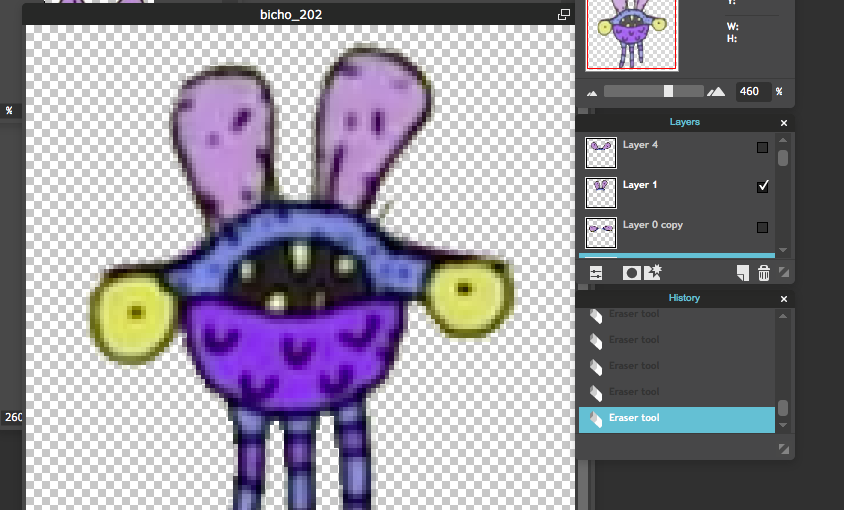 bicho_202
Y:
W:
H:
%
460 %
Layers
Layer 4
Layer 1
Layer 0 copy
History
Eraser tool
Eraser tool
Eraser tool
Eraser tool
Eraser tool
260